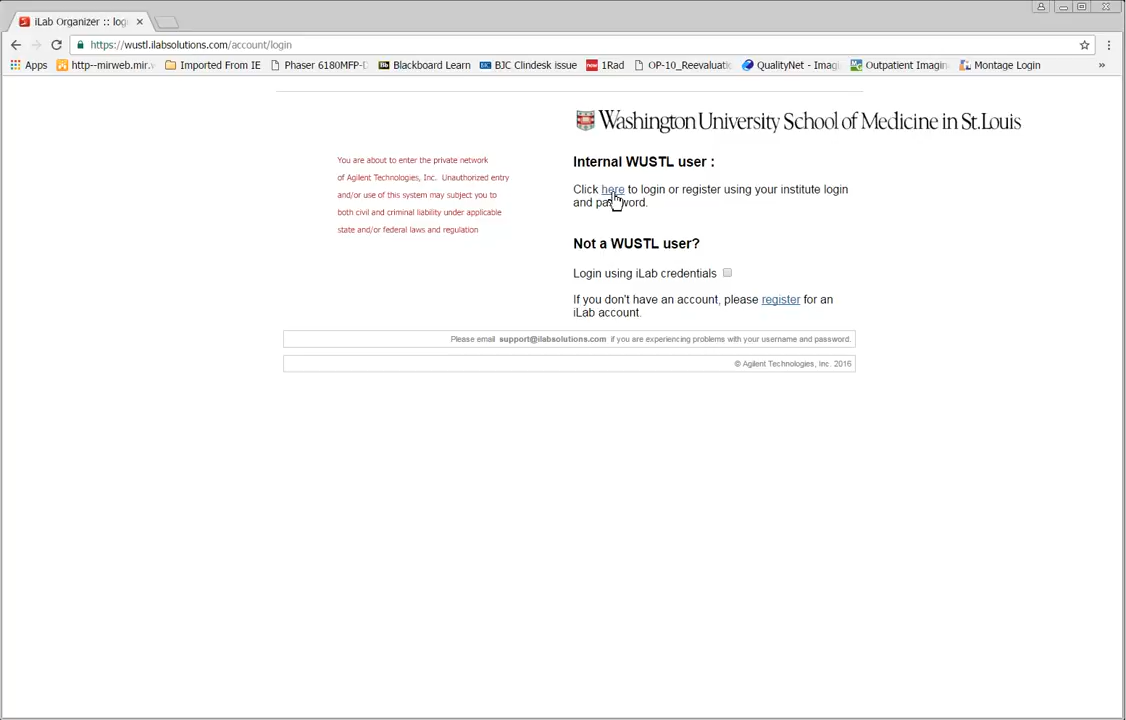 iLab Organizer :: log
https://wustl.ilabsolutions.com/account/login
Apps
http--mirweb.mir.v
Imported From IE
Phaser 6180MFP-D
Blackboard Learn
BJC Clindesk issue
1Rad
OP-10_Reevaluati
QualityNet - Imagi
Outpatient Imagin
Montage Login
»
Washington University School of Medicine in St.Louis
You are about to enter the private network
of Agilent Technologies, Inc. Unauthorized entry
and/or use of this system may subject you to
both civil and criminal liability under applicable
state and/or federal laws and regulation
Internal WUSTL user :
Click here to login or register using your institute login
and password.
Not a WUSTL user?
Login using iLab credentials
If you don't have an account, please register for an
iLab account.
Please email support@ilabsolutions.com if you are experiencing problems with your username and password.
© Agilent Technologies, Inc. 2016